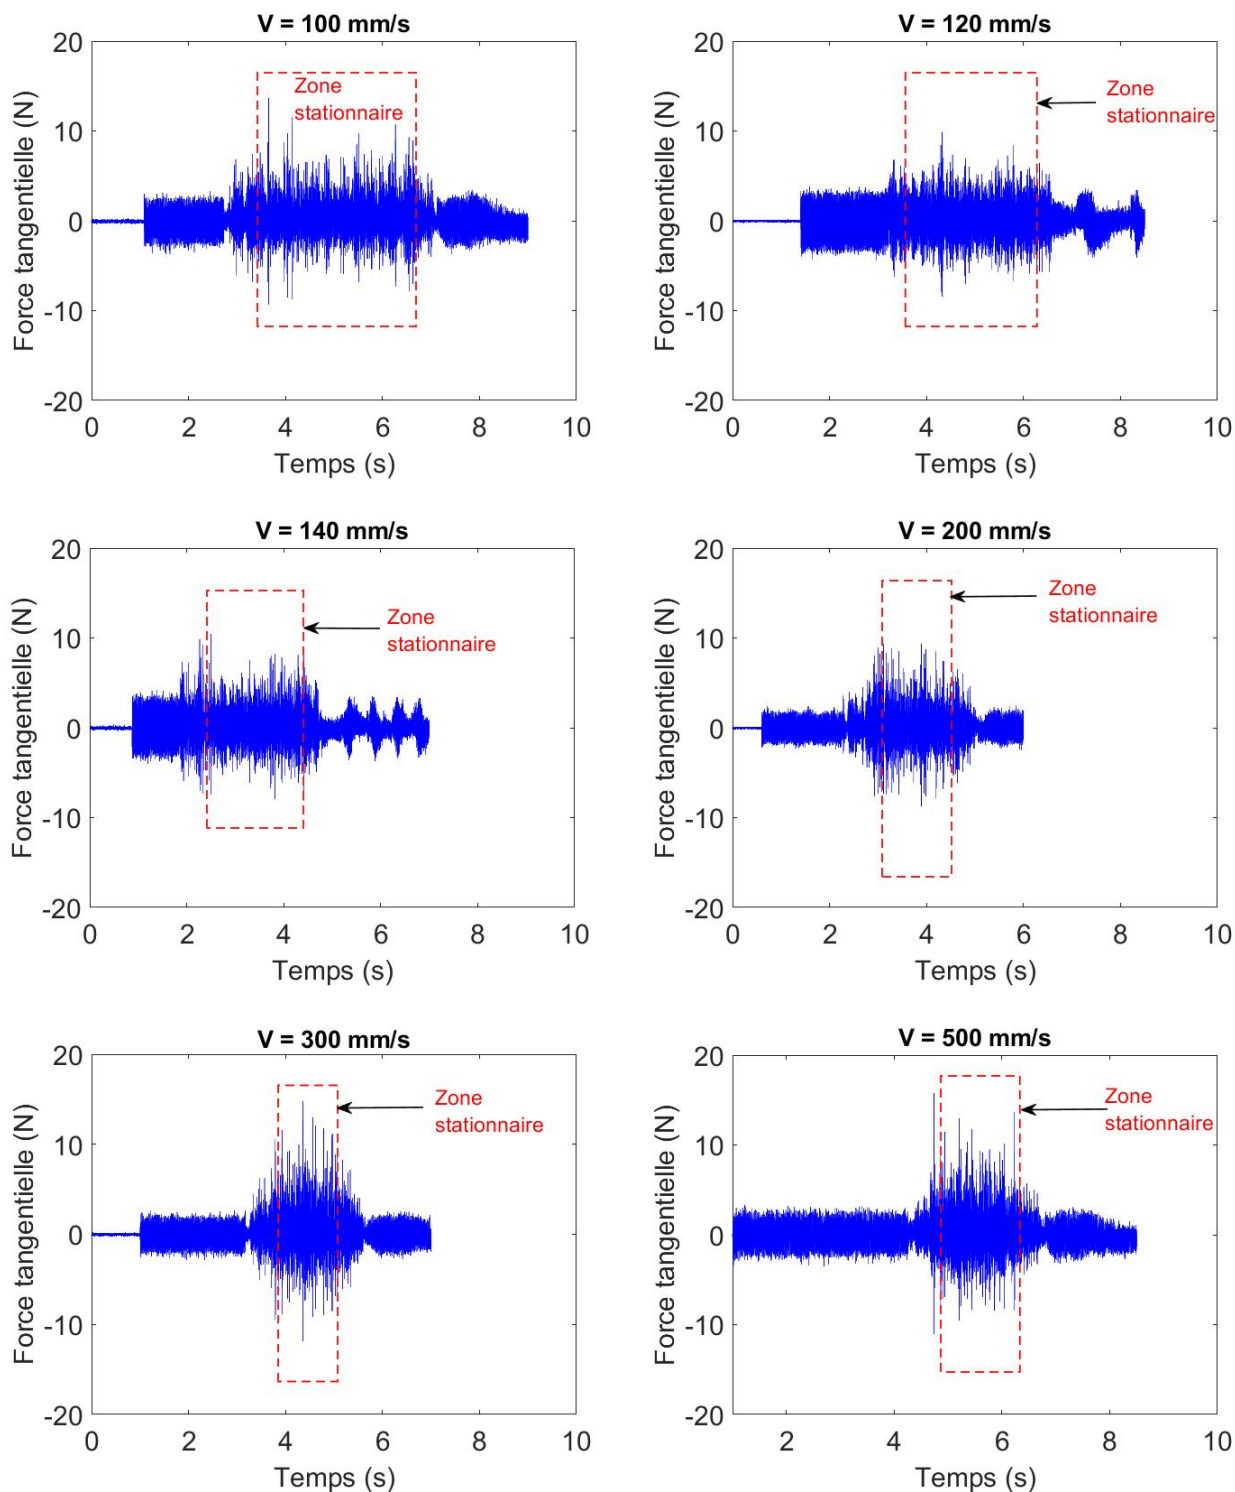 V = 100 mm/s
20
10
0
-10
-20
Force tangentielle (N)
Zone
stationnaire
0 2 4 6 8 10
Temps (s)
V = 120 mm/s
20
10
0
-10
-20
Force tangentielle (N)
Zone
stationnaire
0 2 4 6 8 10
Temps (s)
V = 140 mm/s
20
10
0
-10
-20
Force tangentielle (N)
Zone
stationnaire
0 2 4 6 8 10
Temps (s)
V = 200 mm/s
20
10
0
-10
-20
Force tangentielle (N)
Zone
stationnaire
0 2 4 6 8 10
Temps (s)
V = 300 mm/s
20
10
0
-10
-20
Force tangentielle (N)
Zone
stationnaire
0 2 4 6 8 10
Temps (s)
V = 500 mm/s
20
10
0
-10
-20
Force tangentielle (N)
Zone
stationnaire
2 4 6 8 10
Temps (s)